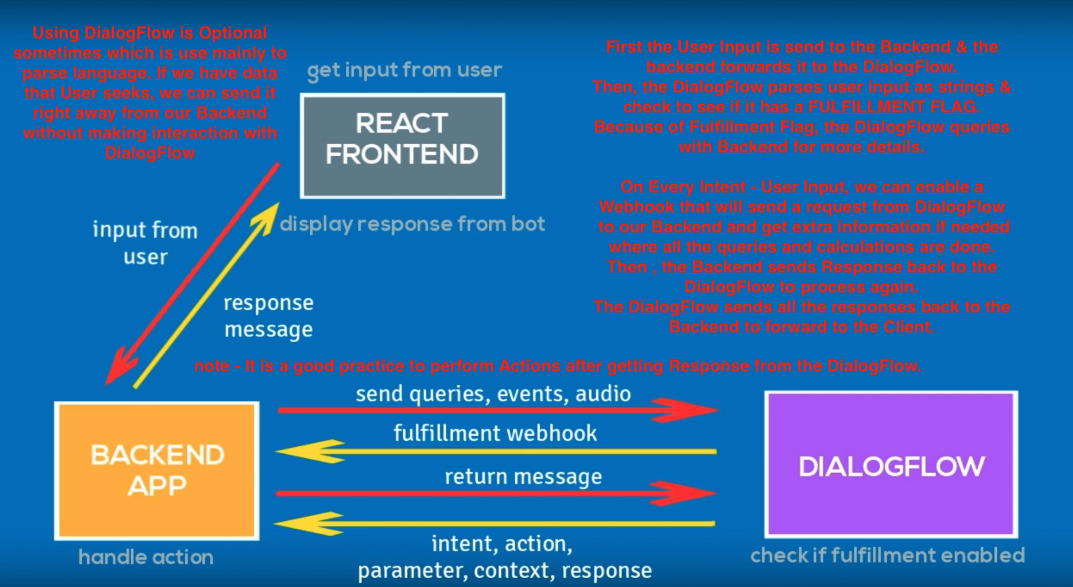 Using DialogFlow is Optional
sometimes which is use mainly to
parse language. If we have data
that User seeks, we can send it
right away from our Backend
without making interaction with
DialogFlow
get input from user
REACT
FRONTEND
display response from bot
First the User Input is send to the Backend & the
backend forwards it to the DialogFlow.
Then, the DialogFlow parses user input as strings &
check to see if it has a FULFILLMENT FLAG.
Because of Fulfillment Flag, the DialogFlow queries
with Backend for more details.
On Every Intent - User Input, we can enable a
Webhook that will send a request from DialogFlow
to our Backend and get extra information if needed
where all the queries and calculations are done.
Then , the Backend sends Response back to the
DialogFlow to process again.
The DialogFlow sends all the responses back to the
Backend to forward to the Client.
input from
user
response
message
note - It is a good practice to perform Actions after getting Response from the DialogFlow.
send queries, events, audio
fulfillment webhook
return message
intent, action,
parameter, context, response
BACKEND
APP
handle action
DIALOGFLOW
check if fulfillment enabled